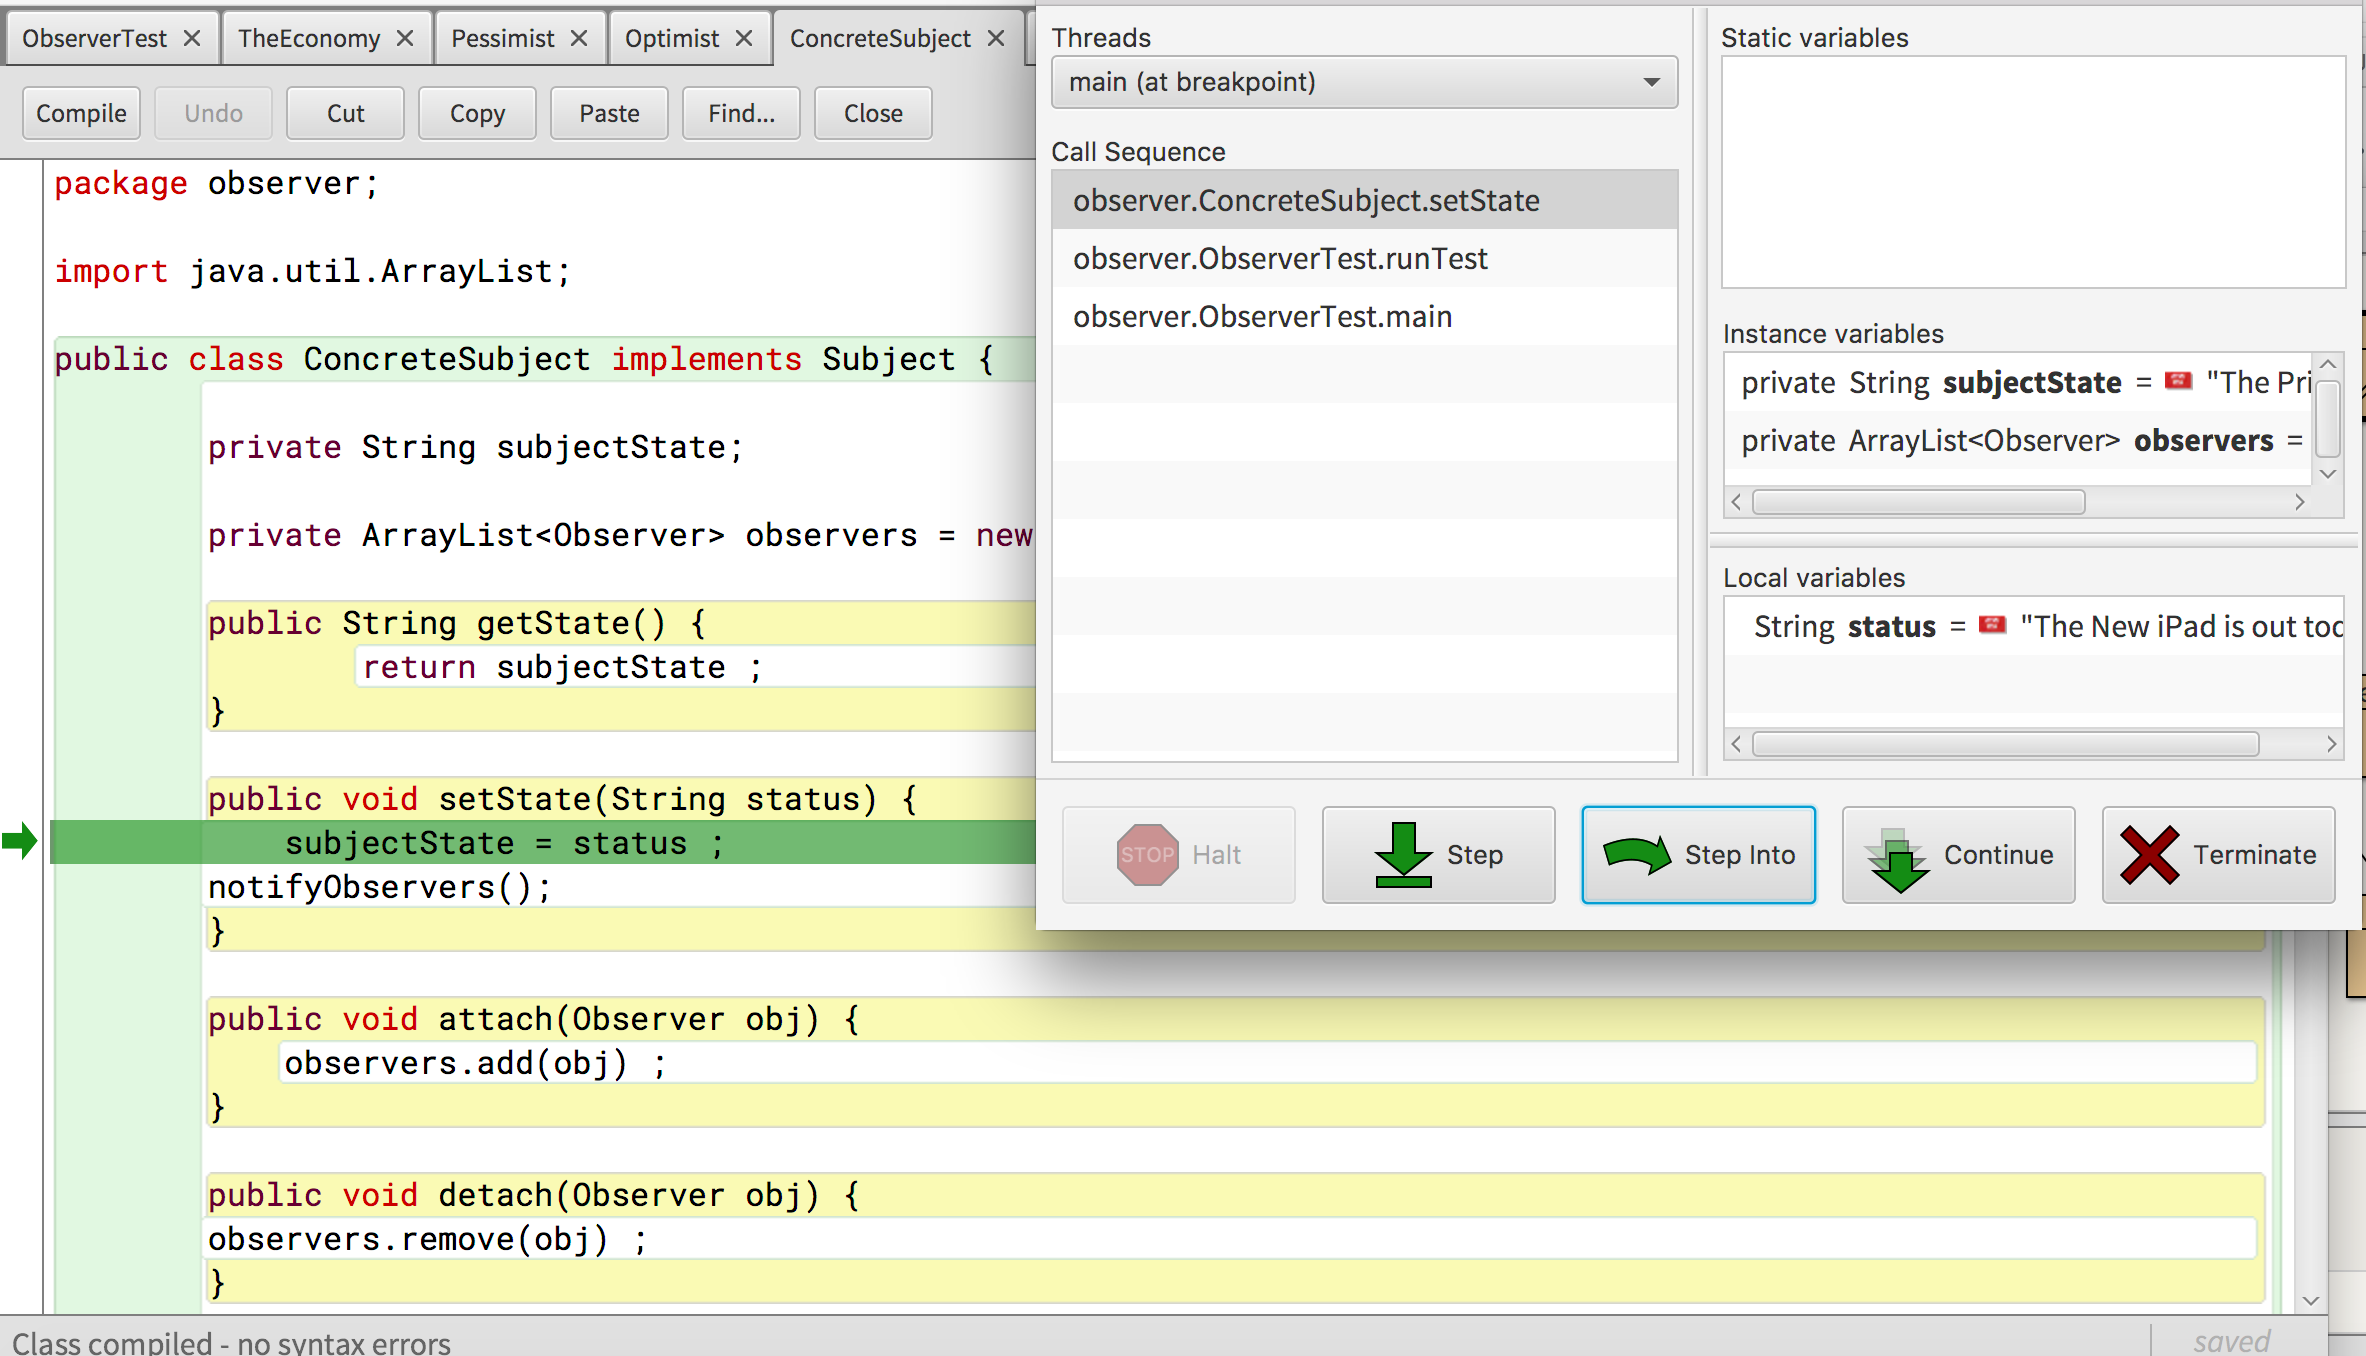 ObserverTest TheEconomy Pessimist Optimist ConcreteSubject
Compile Undo Cut Copy Paste Find... Close
package observer;
import java.util.ArrayList;
public class ConcreteSubject implements Subject {
private String subjectState;
private ArrayList<Observer> observers = new
public String getState() {
return subjectState ;
}
public void setState(String status) {
subjectState = status ;
notifyObservers();
}
public void attach(Observer obj) {
observers.add(obj) ;
}
public void detach(Observer obj) {
observers.remove(obj) ;
}
Class compiled - no syntax errors
saved
Threads
main (at breakpoint)
Call Sequence
observer.ConcreteSubject.setState
observer.ObserverTest.runTest
observer.ObserverTest.main
Static variables
Instance variables
private String subjectState = "The Pri
private ArrayList<Observer> observers =
Local variables
String status = "The New iPad is out toc
STOP Halt Step Step Into Continue Terminate